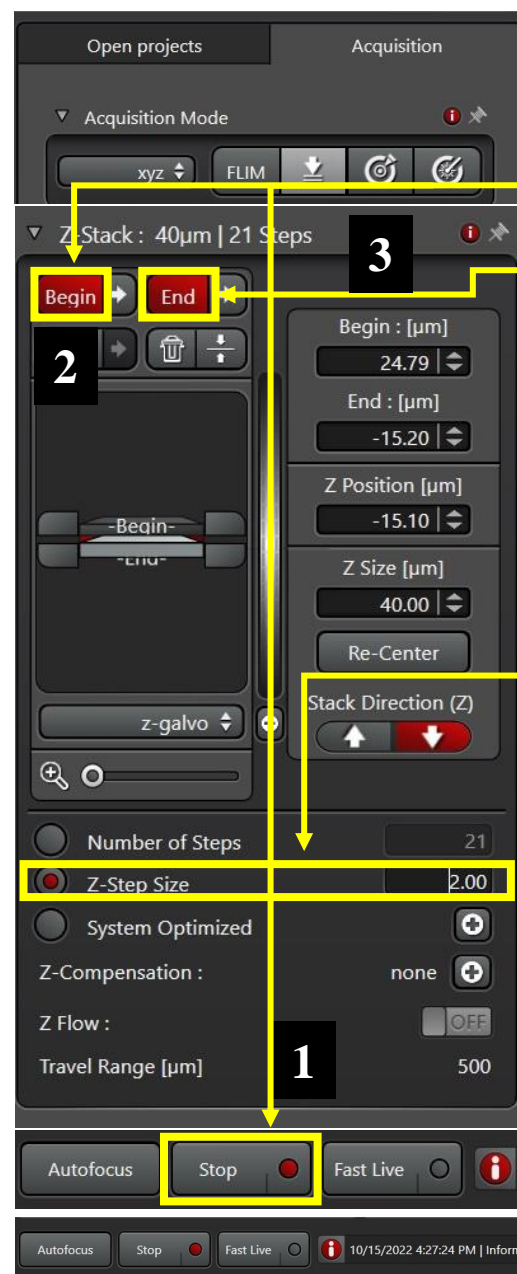 Open projects Acquisition
Acquisition Mode
xyz FLIM
Z-Stack : 40µm | 21 Steps
3
Begin End
2
Begin : [µm]
24.79
End : [µm]
-15.20
-Begin-
-End-
Z Position [µm]
-15.10
Z Size [µm]
40.00
Re-Center
Stack Direction (Z)
z-galvo
Number of Steps 21
Z-Step Size 2.00
System Optimized
Z-Compensation : none
Z Flow : OFF
1
Travel Range [µm] 500
Autofocus Stop Fast Live
Autofocus Stop Fast Live 10/15/2022 4:27:24 PM | Inform